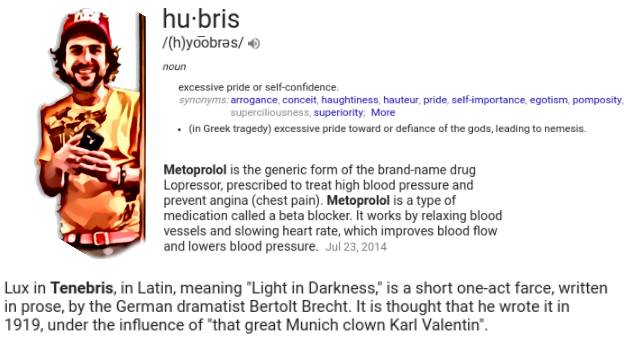 hu·bris
/(h)yo͞obrəs/
noun
excessive pride or self-confidence.
synonyms: arrogance, conceit, haughtiness, hauteur, pride, self-importance, egotism, pomposity,
superciliousness, superiority; More
• (in Greek tragedy) excessive pride toward or defiance of the gods, leading to nemesis.
Metoprolol is the generic form of the brand-name drug
Lopressor, prescribed to treat high blood pressure and
prevent angina (chest pain). Metoprolol is a type of
medication called a beta blocker. It works by relaxing blood
vessels and slowing heart rate, which improves blood flow
and lowers blood pressure. Jul 23, 2014
Lux in Tenebris, in Latin, meaning "Light in Darkness," is a short one-act farce, written
in prose, by the German dramatist Bertolt Brecht. It is thought that he wrote it in
1919, under the influence of "that great Munich clown Karl Valentin".